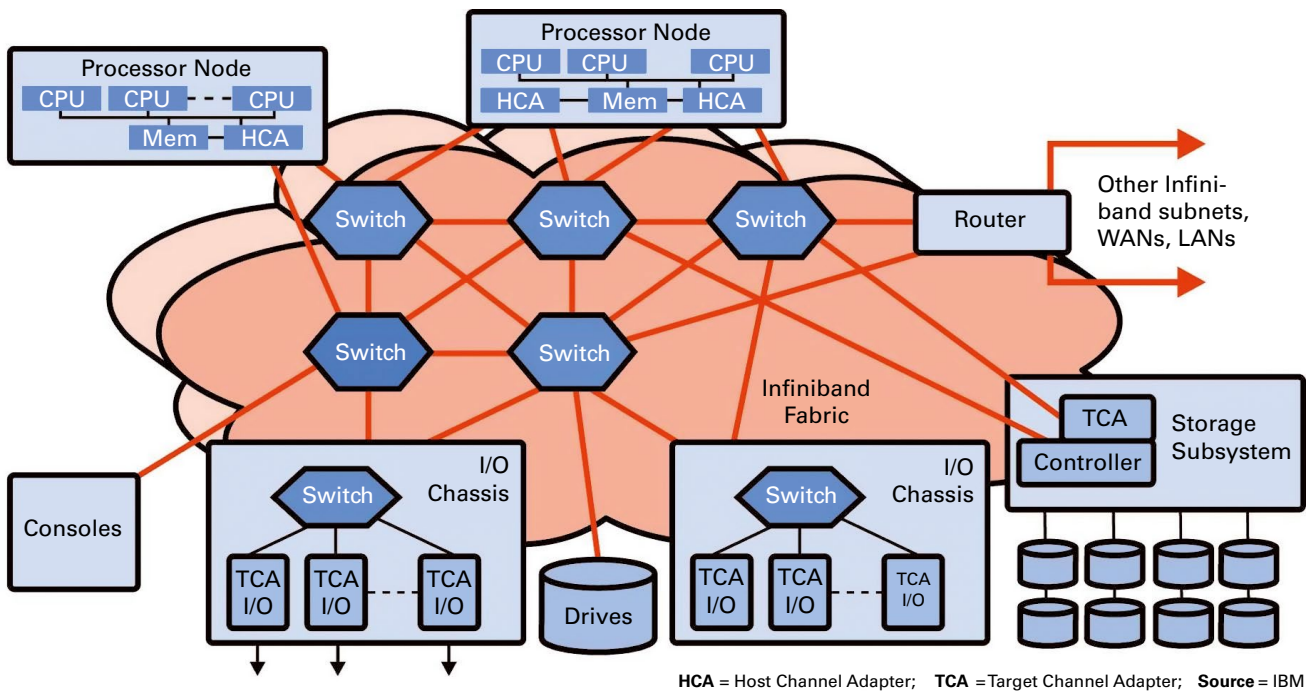 Processor Node
CPU CPU CPU
Mem HCA
Processor Node
CPU CPU CPU
HCA Mem HCA
Switch
Switch
Switch
Router
Other Infini-
band subnets,
WANs, LANs
Switch
Switch
Infiniband
Fabric
TCA
Controller
Storage
Subsystem
Consoles
I/O
Chassis
Switch
TCA
I/O
TCA
I/O
TCA
I/O
Drives
I/O
Chassis
Switch
TCA
I/O
TCA
I/O
TCA
I/O
HCA = Host Channel Adapter; TCA = Target Channel Adapter; Source = IBM